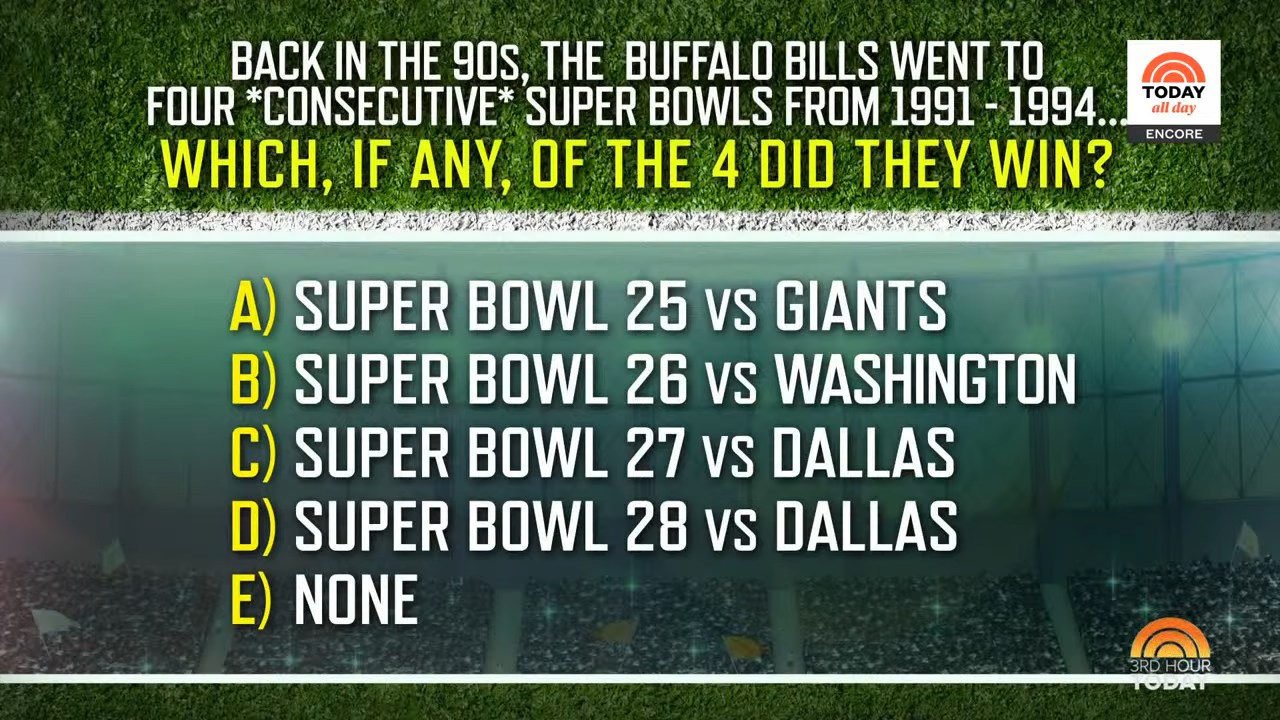 BACK IN THE 90s, THE BUFFALO BILLS WENT TO
FOUR *CONSECUTIVE* SUPER BOWLS FROM 1991 - 1994...
WHICH, IF ANY, OF THE 4 DID THEY WIN?
TODAY
all day
ENCORE
A) SUPER BOWL 25 VS GIANTS
B) SUPER BOWL 26 VS WASHINGTON
C) SUPER BOWL 27 VS DALLAS
D) SUPER BOWL 28 VS DALLAS
E) NONE
3RD HOUR
TODAY